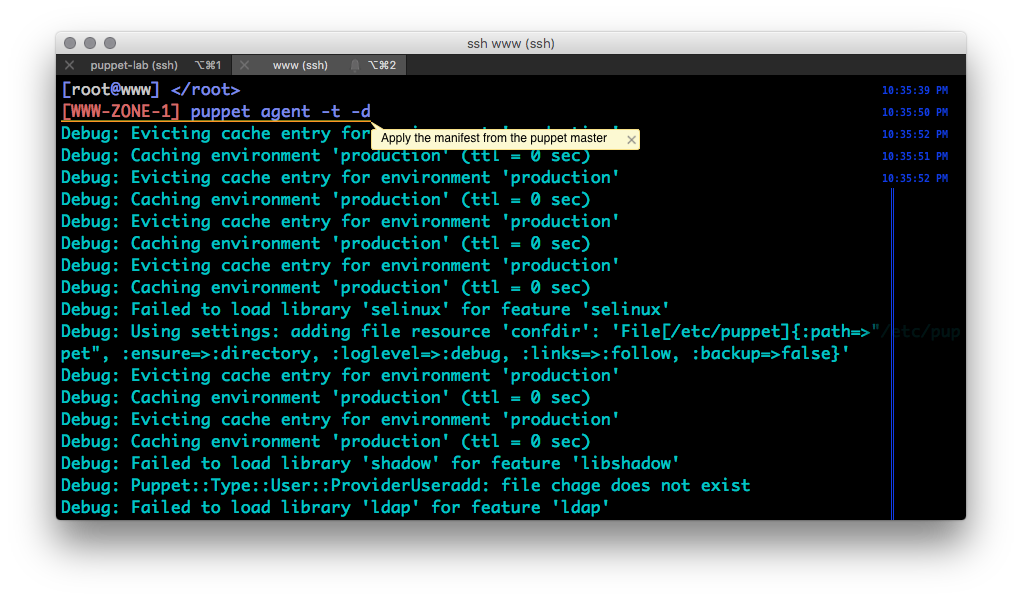 ssh www (ssh)
puppet-lab (ssh) ⌥⌘1 www (ssh) ⌥⌘2
[root@www] </root> 10:35:39 PM
[WWW-ZONE-1] puppet agent -t -d 10:35:50 PM
Debug: Evicting cache entry for 10:35:52 PM
Apply the manifest from the puppet master
Debug: Caching environment 'production' (ttl = 0 sec) 10:35:51 PM
Debug: Evicting cache entry for environment 'production' 10:35:52 PM
Debug: Caching environment 'production' (ttl = 0 sec)
Debug: Evicting cache entry for environment 'production'
Debug: Caching environment 'production' (ttl = 0 sec)
Debug: Evicting cache entry for environment 'production'
Debug: Caching environment 'production' (ttl = 0 sec)
Debug: Failed to load library 'selinux' for feature 'selinux'
Debug: Using settings: adding file resource 'confdir': 'File[/etc/puppet]{:path=>"/etc/pup
pet", :ensure=>:directory, :loglevel=>:debug, :links=>:follow, :backup=>false}'
Debug: Evicting cache entry for environment 'production'
Debug: Caching environment 'production' (ttl = 0 sec)
Debug: Evicting cache entry for environment 'production'
Debug: Caching environment 'production' (ttl = 0 sec)
Debug: Failed to load library 'shadow' for feature 'libshadow'
Debug: Puppet::Type::User::ProviderUseradd: file chage does not exist
Debug: Failed to load library 'ldap' for feature 'ldap'